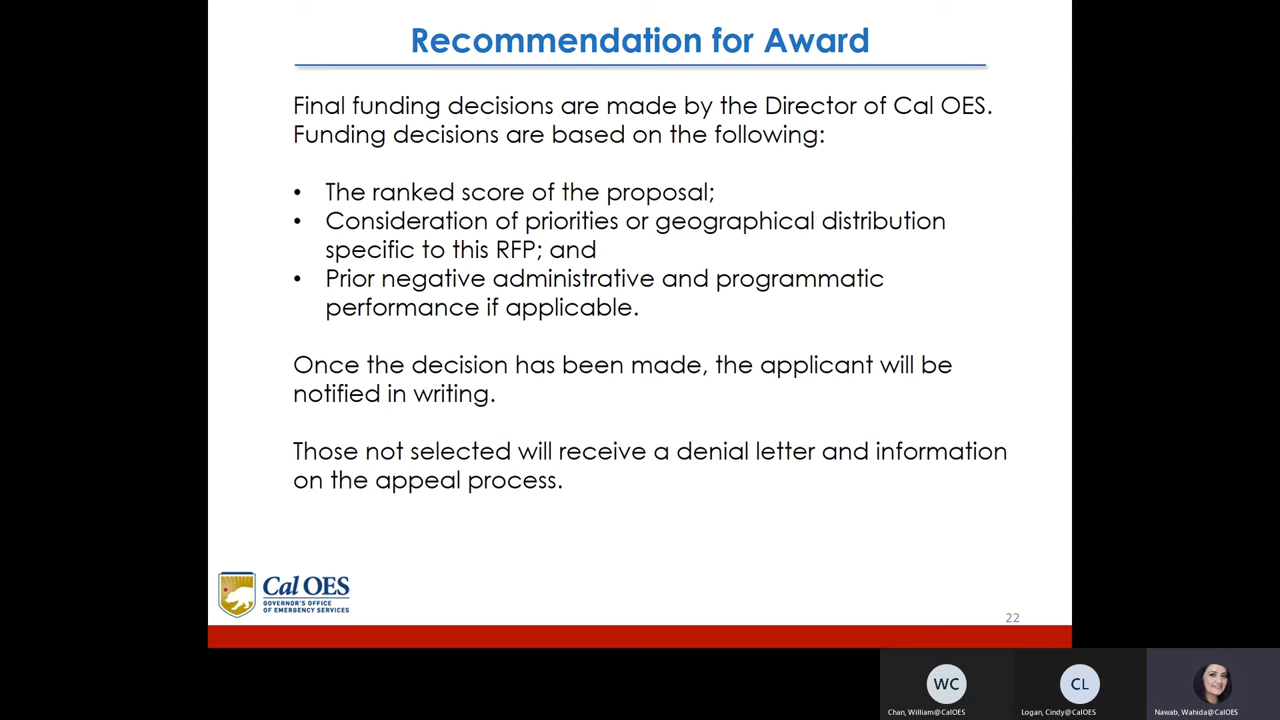 Recommendation for Award
Final funding decisions are made by the Director of Cal OES.
Funding decisions are based on the following:
• The ranked score of the proposal;
• Consideration of priorities or geographical distribution
specific to this RFP; and
• Prior negative administrative and programmatic
performance if applicable.
Once the decision has been made, the applicant will be
notified in writing.
Those not selected will receive a denial letter and information
on the appeal process.
Cal OES
GOVERNOR'S OFFICE
OF EMERGENCY SERVICES
22
WC
CL
Chan, William@CalOES
Logan, Cindy@CalOES
Nawab, Wahida@CalOES